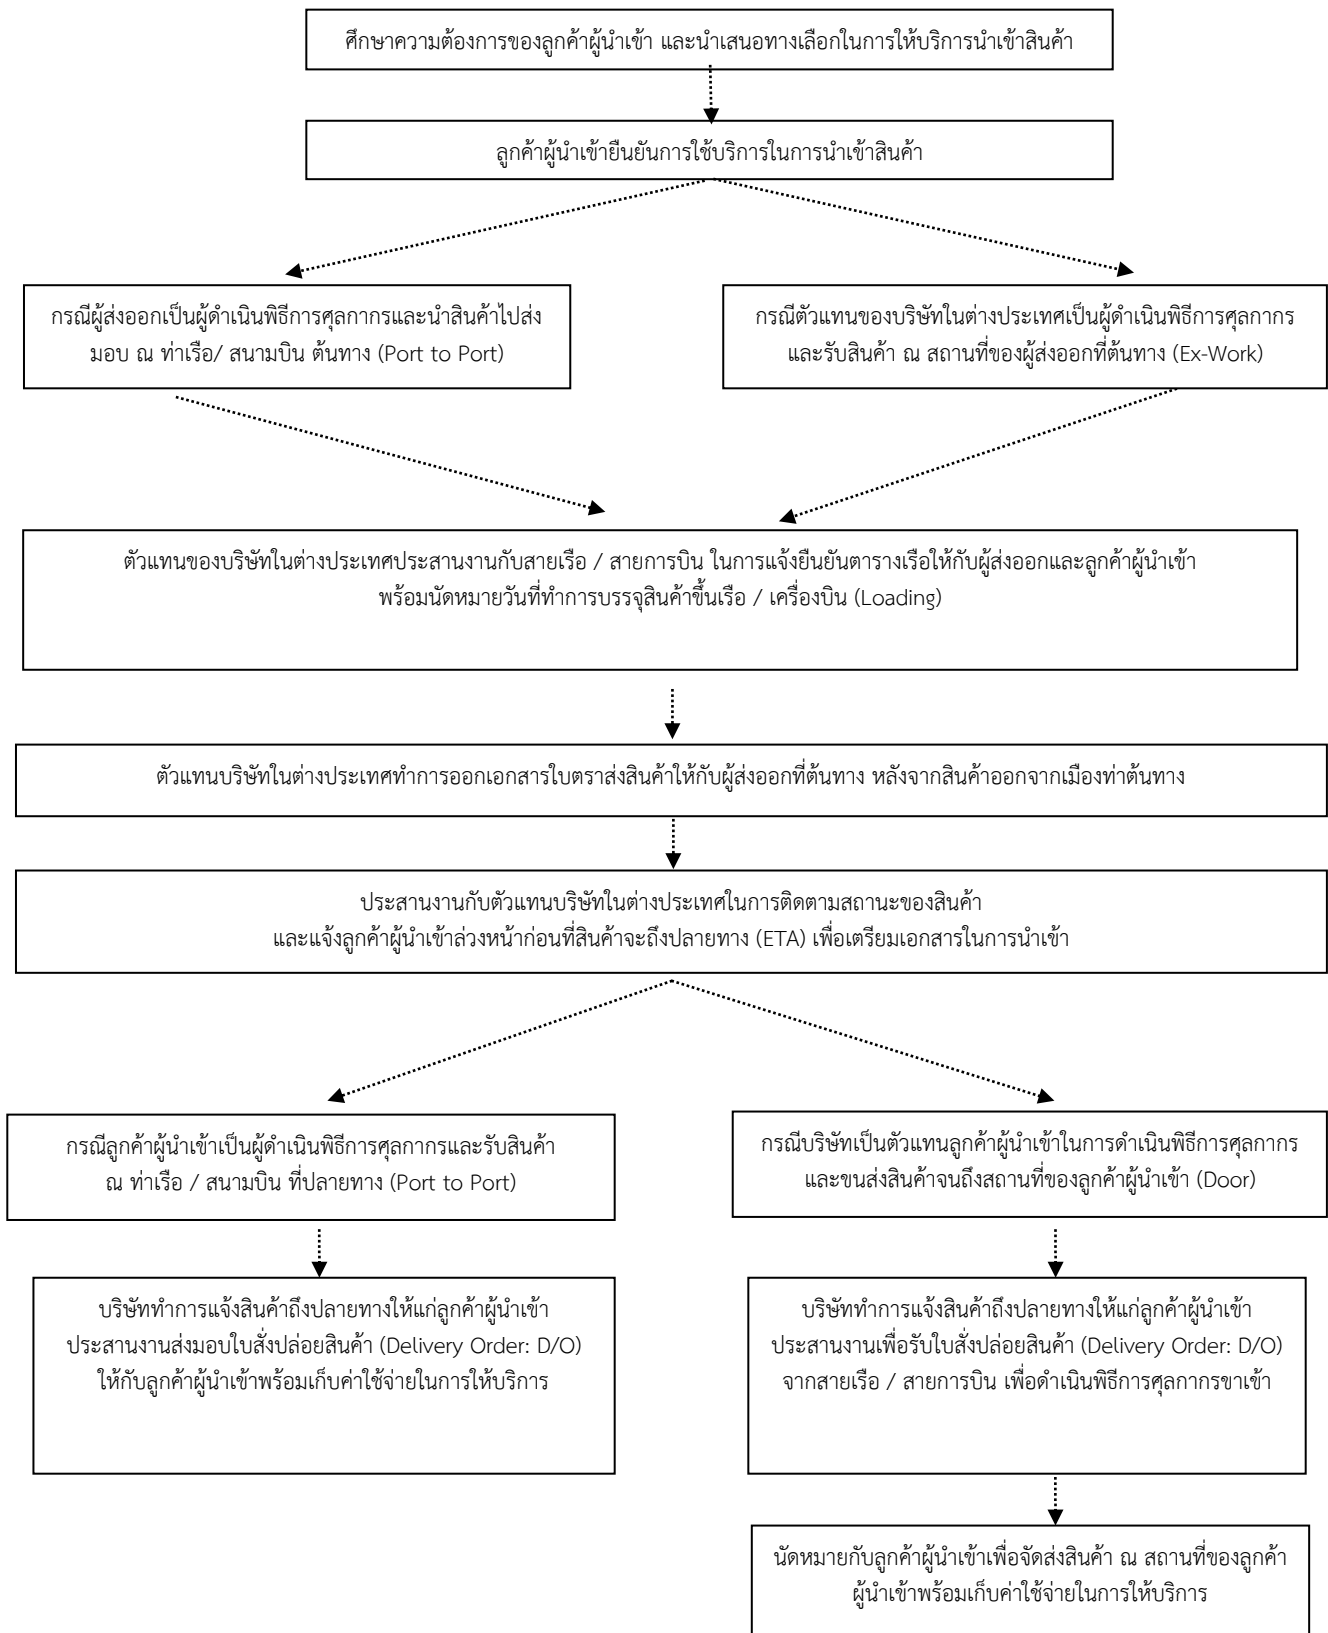 ศึกษาความต้องการของลูกค้าผู้นำเข้า และนำเสนอทางเลือกในการให้บริการนำเข้าสินค้า
ลูกค้าผู้นำเข้ายืนยันการใช้บริการในการนำเข้าสินค้า
กรณีผู้ส่งออกเป็นผู้ดำเนินพิธีการศุลกากรและนำสินค้าไปส่ง
มอบ ณ ท่าเรือ/ สนามบิน ต้นทาง (Port to Port)
กรณีตัวแทนของบริษัทในต่างประเทศเป็นผู้ดำเนินพิธีการศุลกากร
และรับสินค้า ณ สถานที่ของผู้ส่งออกที่ต้นทาง (Ex-Work)
ตัวแทนของบริษัทในต่างประเทศประสานงานกับสายเรือ / สายการบิน ในการแจ้งยืนยันตารางเรือให้กับผู้ส่งออกและลูกค้าผู้นำเข้า
พร้อมนัดหมายวันที่ทำการบรรจุสินค้าขึ้นเรือ / เครื่องบิน (Loading)
ตัวแทนบริษัทในต่างประเทศทำการออกเอกสารใบตราส่งสินค้าให้กับผู้ส่งออกที่ต้นทาง หลังจากสินค้าออกจากเมืองท่าต้นทาง
ประสานงานกับตัวแทนบริษัทในต่างประเทศในการติดตามสถานะของสินค้า
และแจ้งลูกค้าผู้นำเข้าล่วงหน้าก่อนที่สินค้าจะถึงปลายทาง (ETA) เพื่อเตรียมเอกสารในการนำเข้า
กรณีลูกค้าผู้นำเข้าเป็นผู้ดำเนินพิธีการศุลกากรและรับสินค้า
ณ ท่าเรือ / สนามบิน ที่ปลายทาง (Port to Port)
กรณีบริษัทเป็นตัวแทนลูกค้าผู้นำเข้าในการดำเนินพิธีการศุลกากร
และขนส่งสินค้าจนถึงสถานที่ของลูกค้าผู้นำเข้า (Door)
บริษัททำการแจ้งสินค้าถึงปลายทางให้แก่ลูกค้าผู้นำเข้า
ประสานงานส่งมอบใบสั่งปล่อยสินค้า (Delivery Order: D/O)
ให้กับลูกค้าผู้นำเข้าพร้อมเก็บค่าใช้จ่ายในการให้บริการ
บริษัททำการแจ้งสินค้าถึงปลายทางให้แก่ลูกค้าผู้นำเข้า
ประสานงานเพื่อรับใบสั่งปล่อยสินค้า (Delivery Order: D/O)
จากสายเรือ / สายการบิน เพื่อดำเนินพิธีการศุลกากรขาเข้า
นัดหมายกับลูกค้าผู้นำเข้าเพื่อจัดส่งสินค้า ณ สถานที่ของลูกค้า
ผู้นำเข้าพร้อมเก็บค่าใช้จ่ายในการให้บริการ